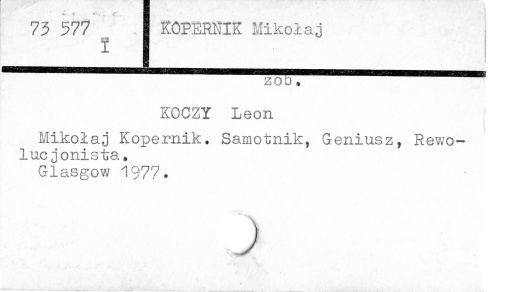 73 577
I
KOPERNIK Mikołaj
zob.
KOCZY Leon
Mikołaj Kopernik. Samotnik, Geniusz, Rewo-
lucjonista.
Glasgow 1977.